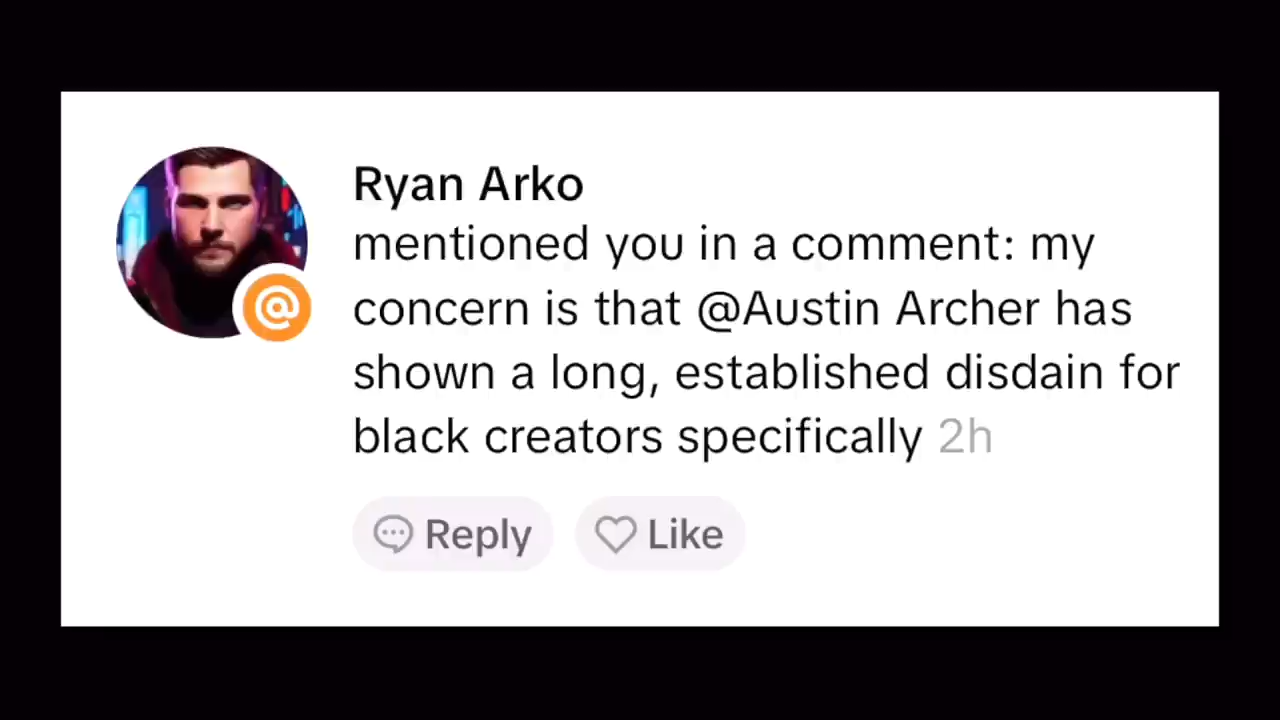 Ryan Arko
mentioned you in a comment: my
concern is that @Austin Archer has
shown a long, established disdain for
black creators specifically 2h
@
Reply Like